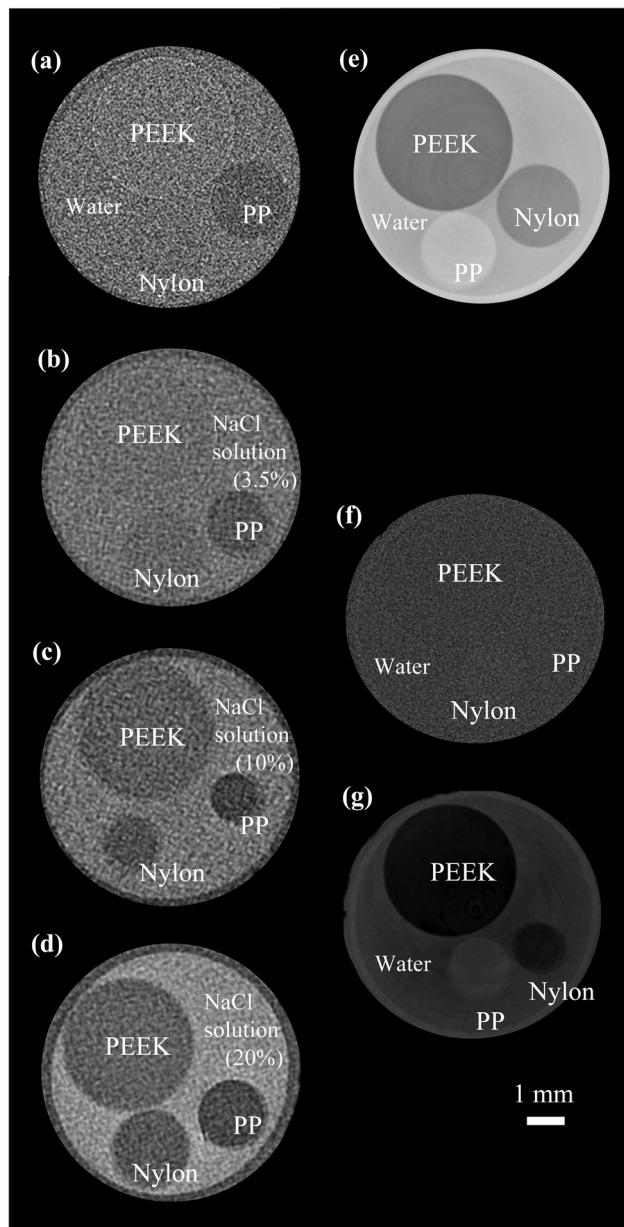 (a)
PEEK
Water
PP
Nylon
(b)
PEEK
NaCl
solution
(3.5%)
PP
Nylon
(c)
PEEK
NaCl
solution
(10%)
PP
Nylon
(d)
PEEK
NaCl
solution
(20%)
PP
Nylon
(e)
PEEK
Nylon
Water
PP
(f)
PEEK
Water
PP
Nylon
(g)
PEEK
Water
Nylon
PP
1 mm